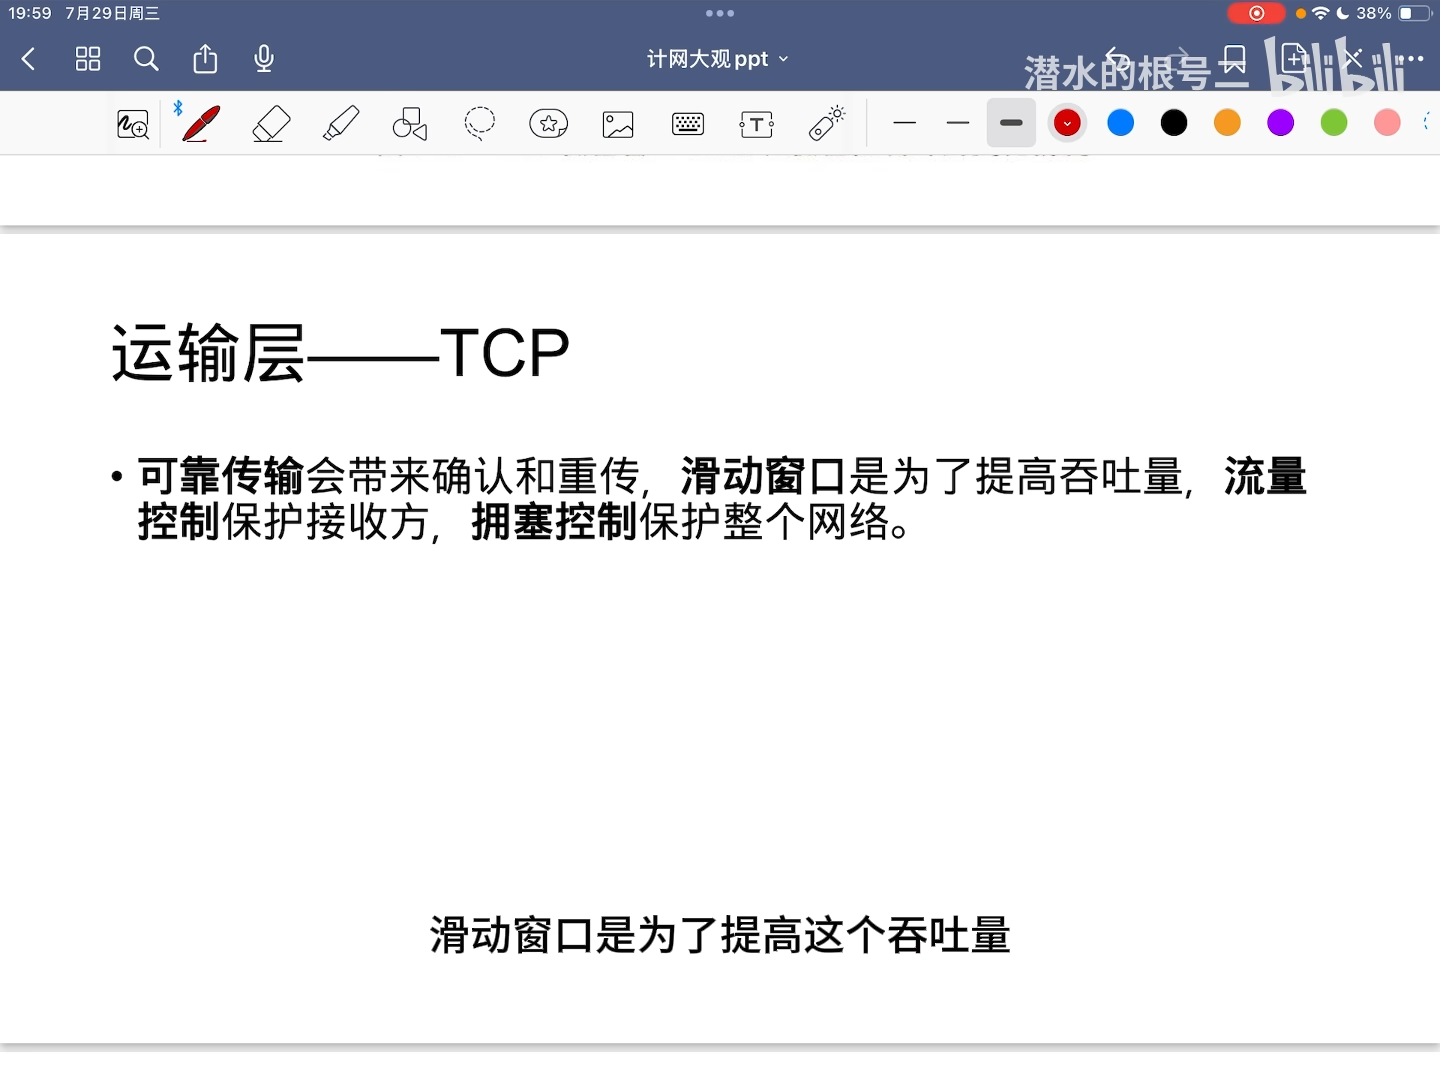 19:59 7月29日周三
38%
计网大观ppt
潜水的根号二 bilibili
运输层——TCP
• 可靠传输会带来确认和重传,滑动窗口是为了提高吞吐量,流量
控制保护接收方,拥塞控制保护整个网络。
滑动窗口是为了提高这个吞吐量